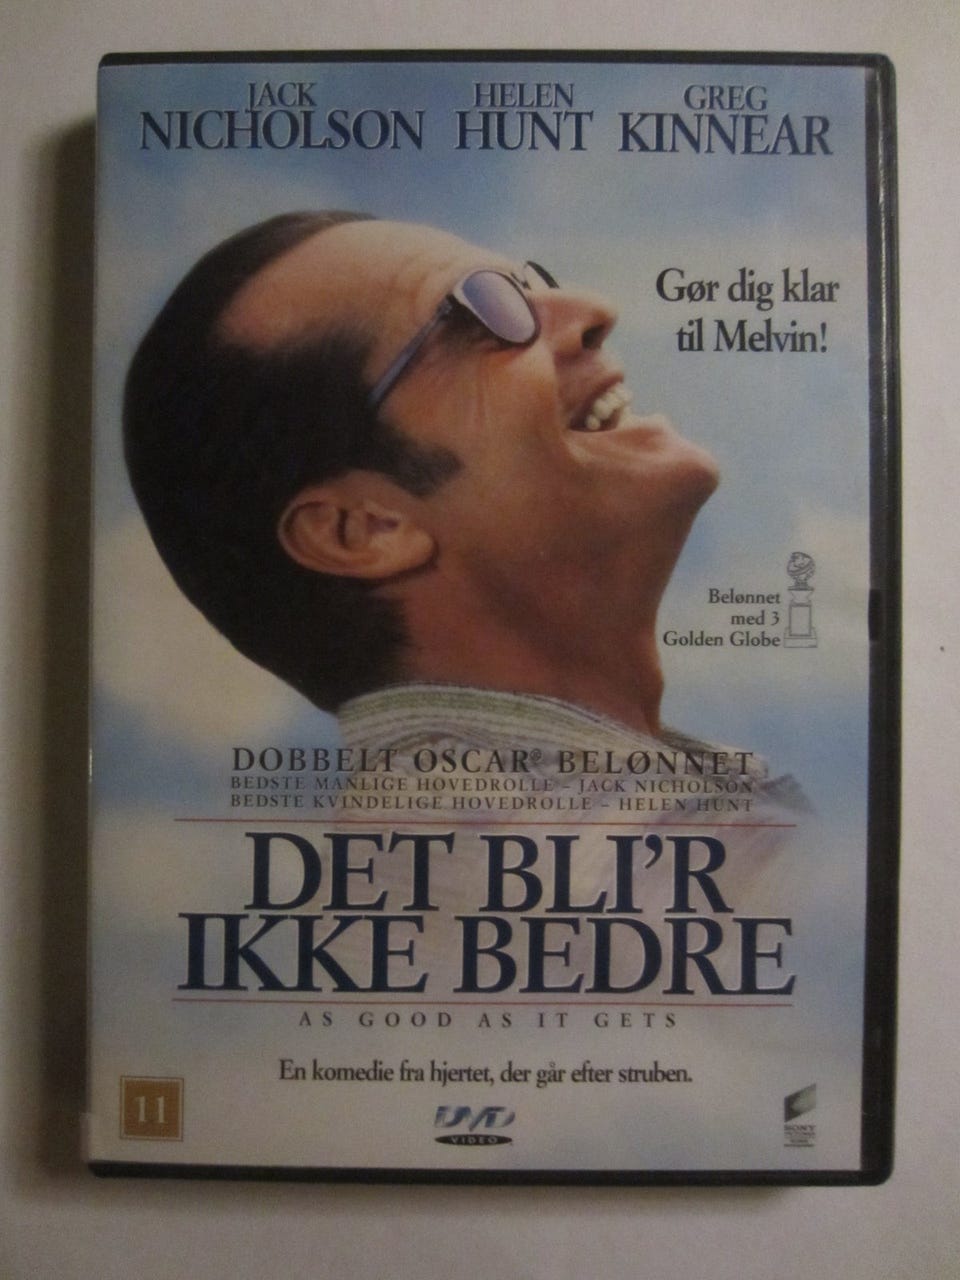 JACK
NICHOLSON
HELEN
HUNT
GREG
KINNEAR
Gør dig klar
til Melvin!
Belønnet
med 3
Golden Globe
DOBBELT OSCAR® BELØNNET
BEDSTE MANLIGE HOVEDROLLE – JACK NICHOLSON
BEDSTE KVINDELIGE HOVEDROLLE – HELEN HUNT
DET BLI'R
IKKE BEDRE
AS GOOD AS IT GETS
En komedie fra hjertet, der går efter struben.
11
DVD
VIDEO
SONY